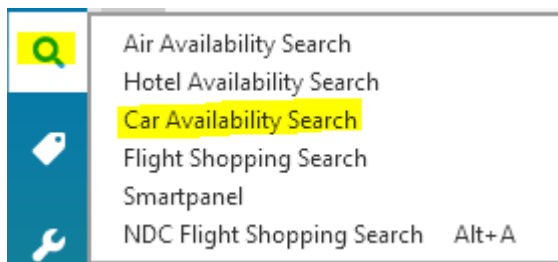 Air Availability Search
Hotel Availability Search
Car Availability Search
Flight Shopping Search
Smartpanel
NDC Flight Shopping Search Alt+A